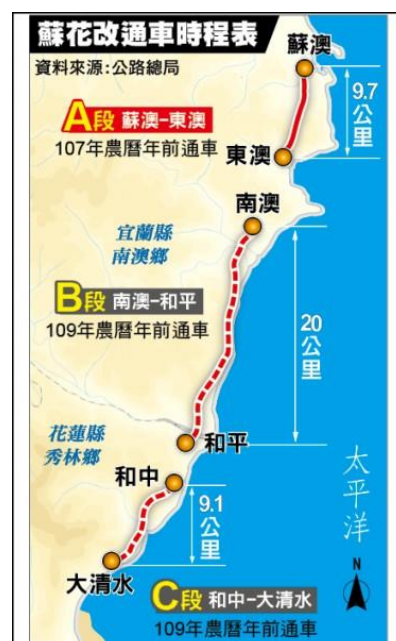 蘇花改通車時程表
資料來源:公路總局
蘇澳
9.7
公里
A段 蘇澳-東澳
107年農曆年前通車
東澳
南澳
宜蘭縣
南澳鄉
B段 南澳-和平
109年農曆年前通車
20
公里
花蓮縣
秀林鄉
和平
和中
9.1
公里
太平洋
大清水
N
C段 和中-大清水
109年農曆年前通車